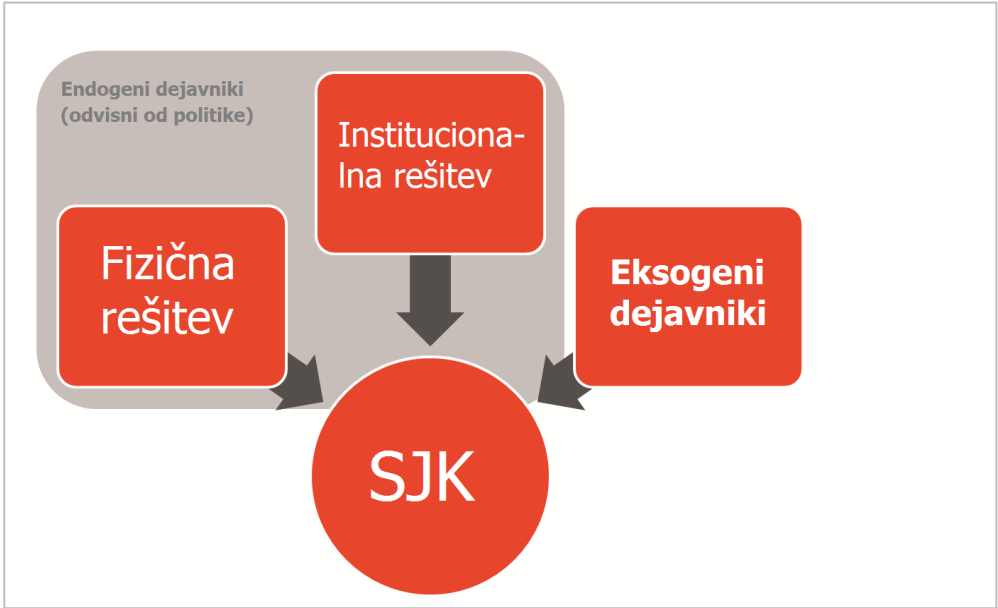 Endogeni dejavniki
(odvisni od politike)
Instituciona-
lna rešitev
Fizična
rešitev
Eksogeni
dejavniki
SJK